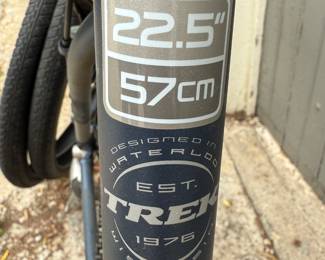 22.5"
57cm
DESIGNED IN
WATERLOO
EST.
TREK
1976